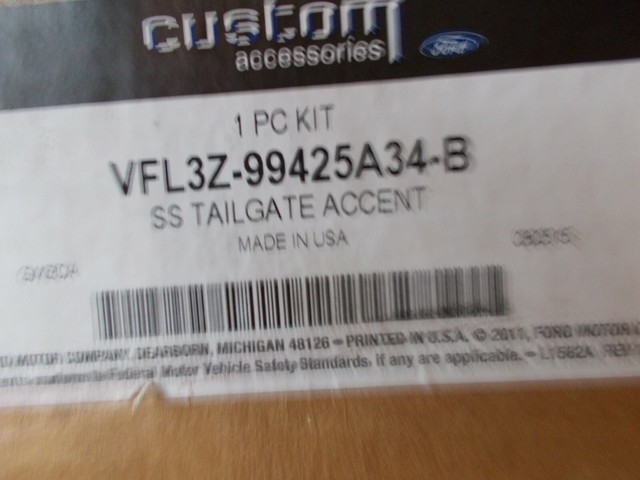 custom
accessories Ford
1 PC KIT
VFL3Z-99425A34-B
SS TAILGATE ACCENT
MADE IN USA
MOTOR COMPANY, DEARBORN, MICHIGAN 48126 – PRINTED IN U.S.A. © 2011, FORD MOTOR
Federal Motor Vehicle Safety Standards, if any are applicable. –